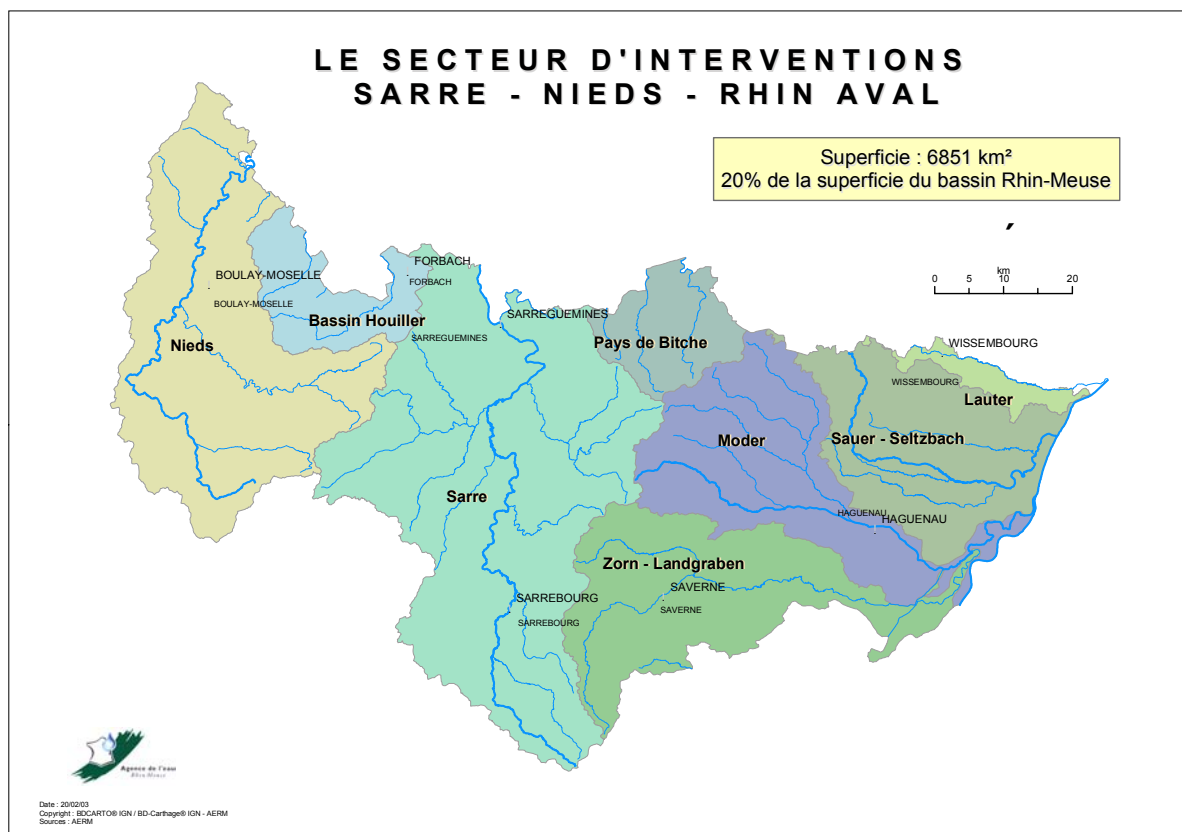 LE SECTEUR D'INTERVENTIONS
SARRE - NIEDS - RHIN AVAL
Superficie : 6851 km²
20% de la superficie du bassin Rhin-Meuse
km
0 5 10 20
FORBACH
FORBACH
BOULAY-MOSELLE
BOULAY-MOSELLE
Bassin Houiller
SARREGUEMINES
SARREGUEMINES
Nieds
Pays de Bitche
WISSEMBOURG
WISSEMBOURG
Lauter
Moder
Sauer - Seltzbach
Sarre
HAGUENAU
HAGUENAU
Zorn - Landgraben
SAVERNE
SAVERNE
SARREBOURG
SARREBOURG
Agence de l'eau
Rhin-Meuse
Date : 20/02/03
Copyright : BDCARTO® IGN / BD-Carthage® IGN - AERM
Sources : AERM